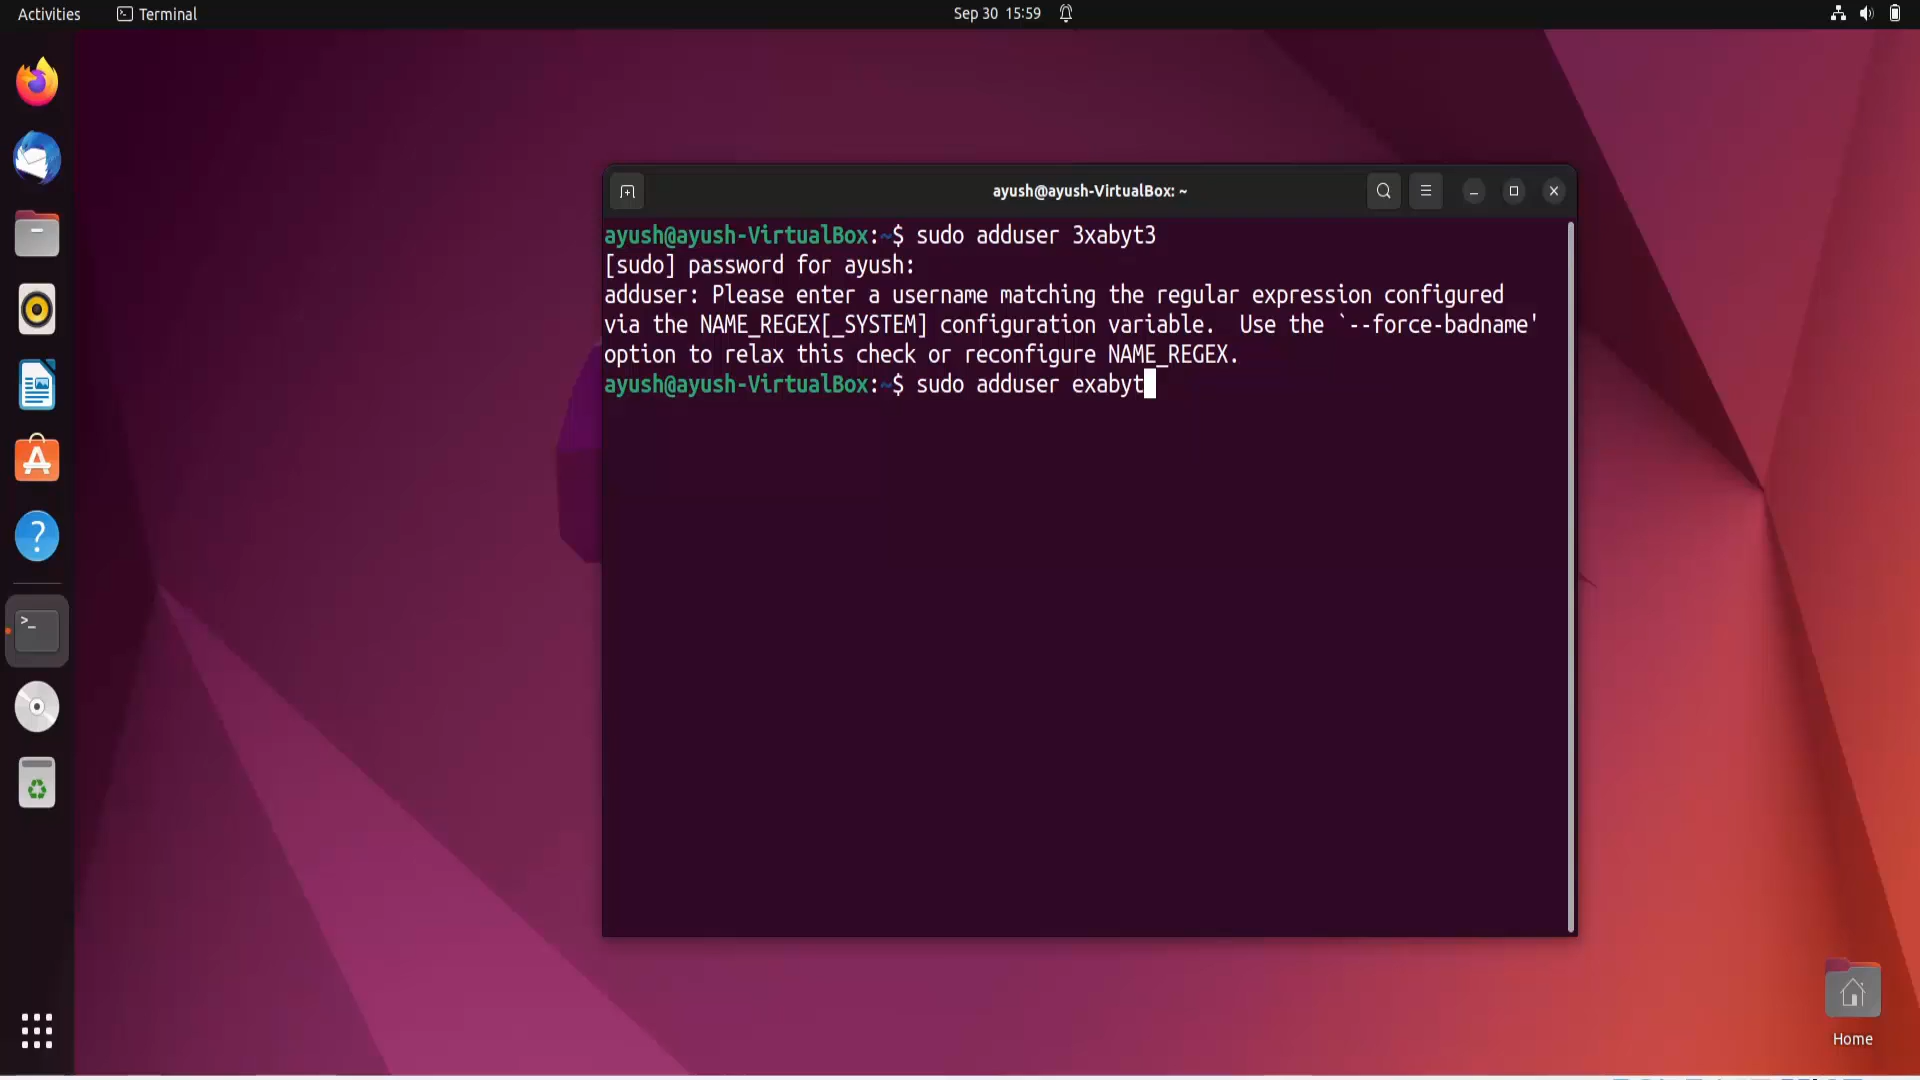 Activities
Terminal
Sep 30 15:59
ayush@ayush-VirtualBox: ~
ayush@ayush-VirtualBox:~$ sudo adduser 3xabyt3
[sudo] password for ayush:
adduser: Please enter a username matching the regular expression configured
via the NAME_REGEX[_SYSTEM] configuration variable.  Use the `--force-badname'
option to relax this check or reconfigure NAME_REGEX.
ayush@ayush-VirtualBox:~$ sudo adduser exabyt
Home